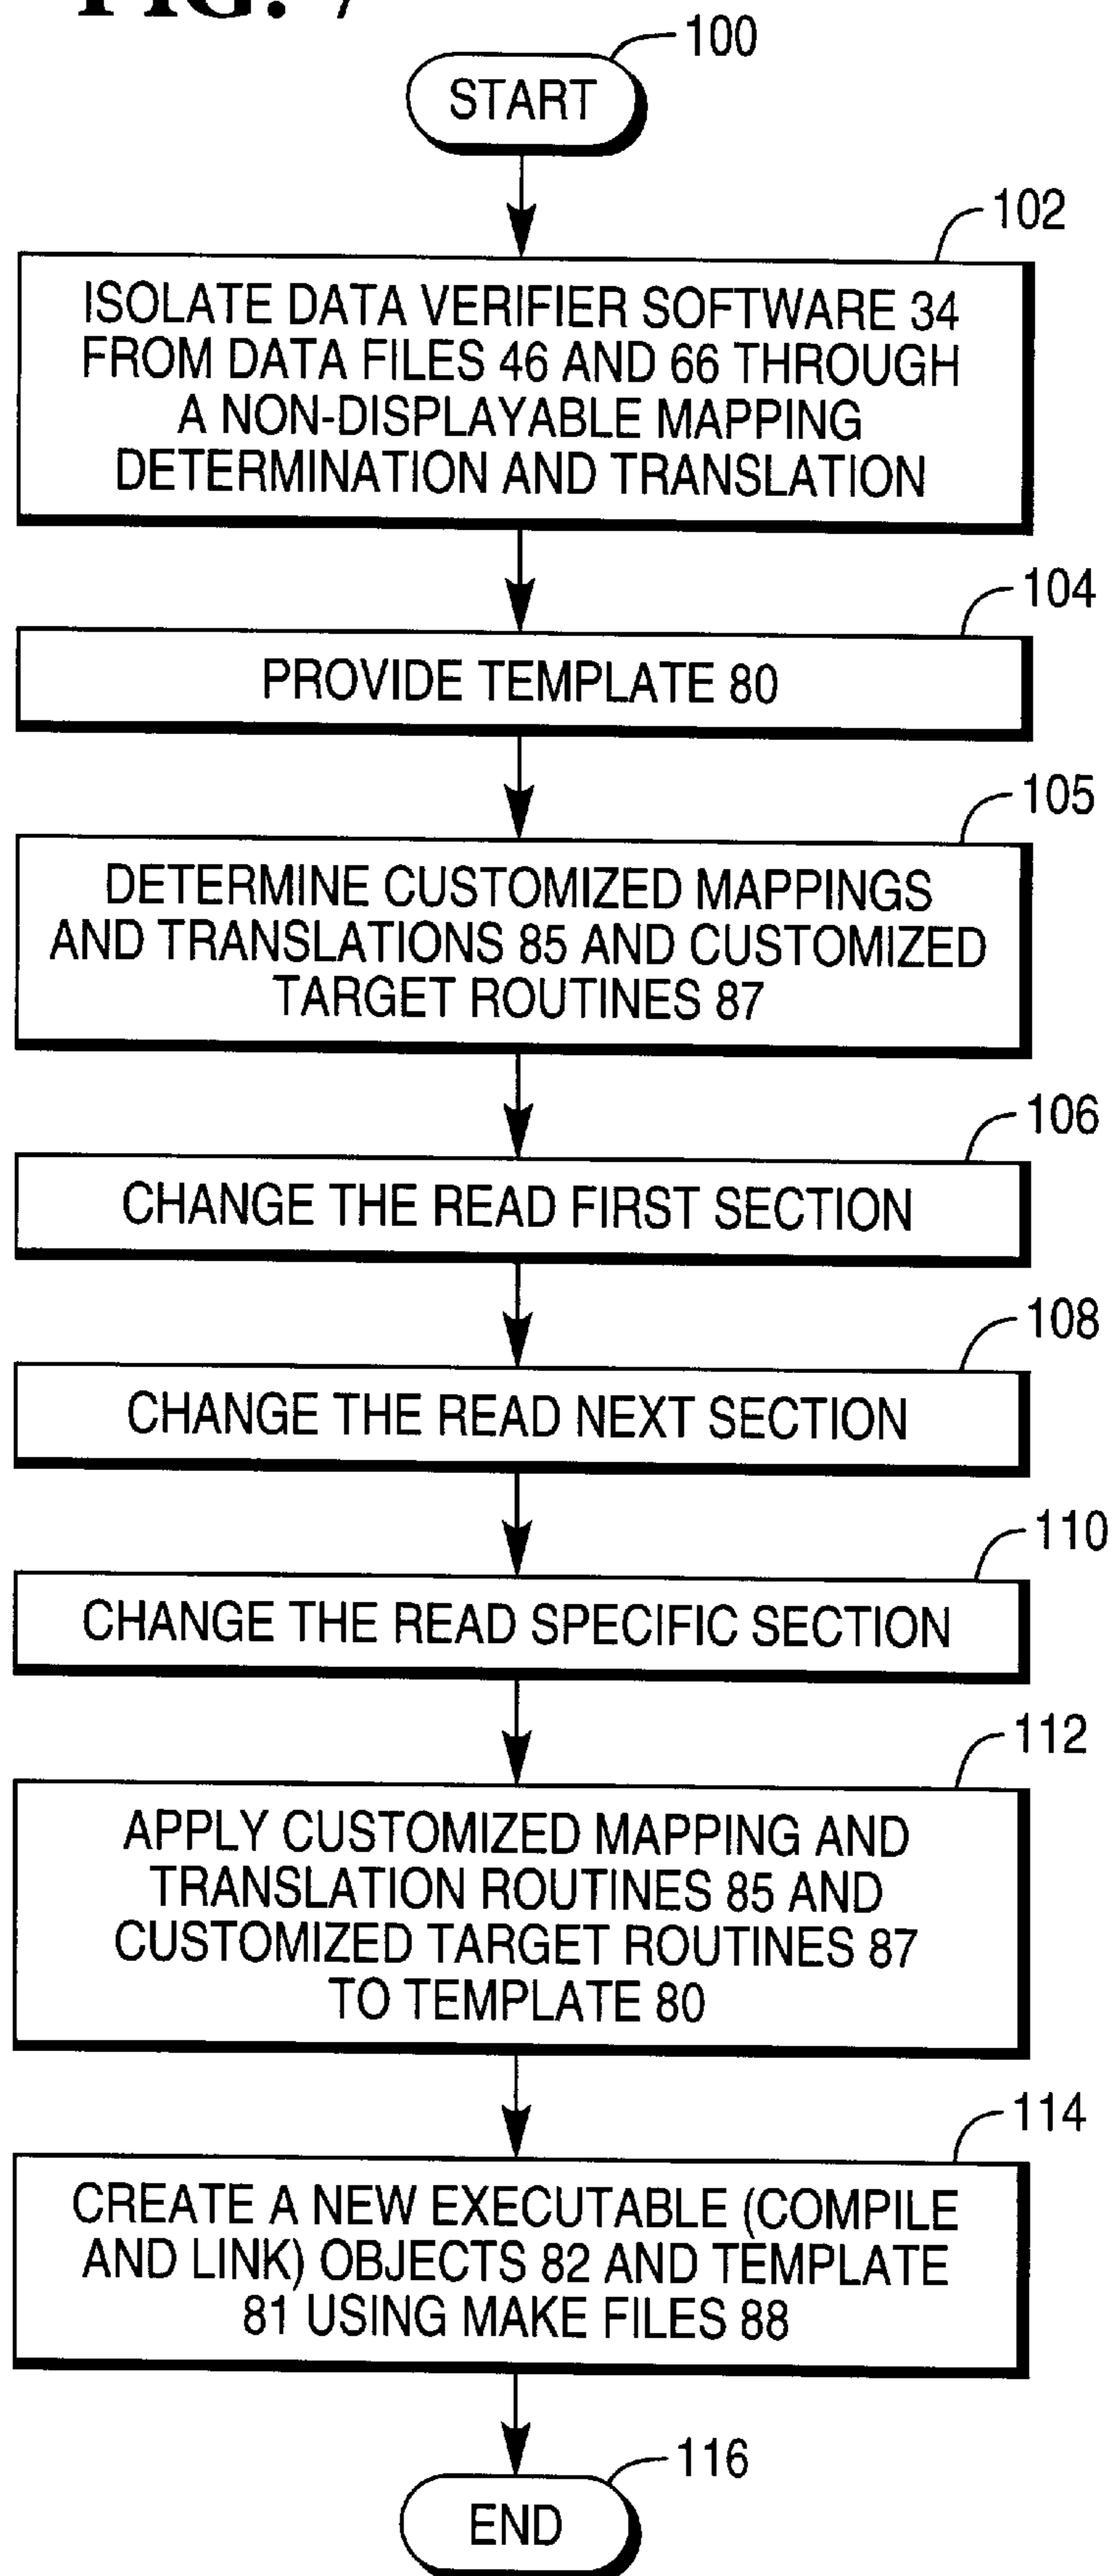 FIG. 7
100
START
102
ISOLATE DATA VERIFIER SOFTWARE 34
FROM DATA FILES 46 AND 66 THROUGH
A NON-DISPLAYABLE MAPPING
DETERMINATION AND TRANSLATION
104
PROVIDE TEMPLATE 80
105
DETERMINE CUSTOMIZED MAPPINGS
AND TRANSLATIONS 85 AND CUSTOMIZED
TARGET ROUTINES 87
106
CHANGE THE READ FIRST SECTION
108
CHANGE THE READ NEXT SECTION
110
CHANGE THE READ SPECIFIC SECTION
112
APPLY CUSTOMIZED MAPPING AND
TRANSLATION ROUTINES 85 AND
CUSTOMIZED TARGET ROUTINES 87
TO TEMPLATE 80
114
CREATE A NEW EXECUTABLE (COMPILE
AND LINK) OBJECTS 82 AND TEMPLATE
81 USING MAKE FILES 88
116
END